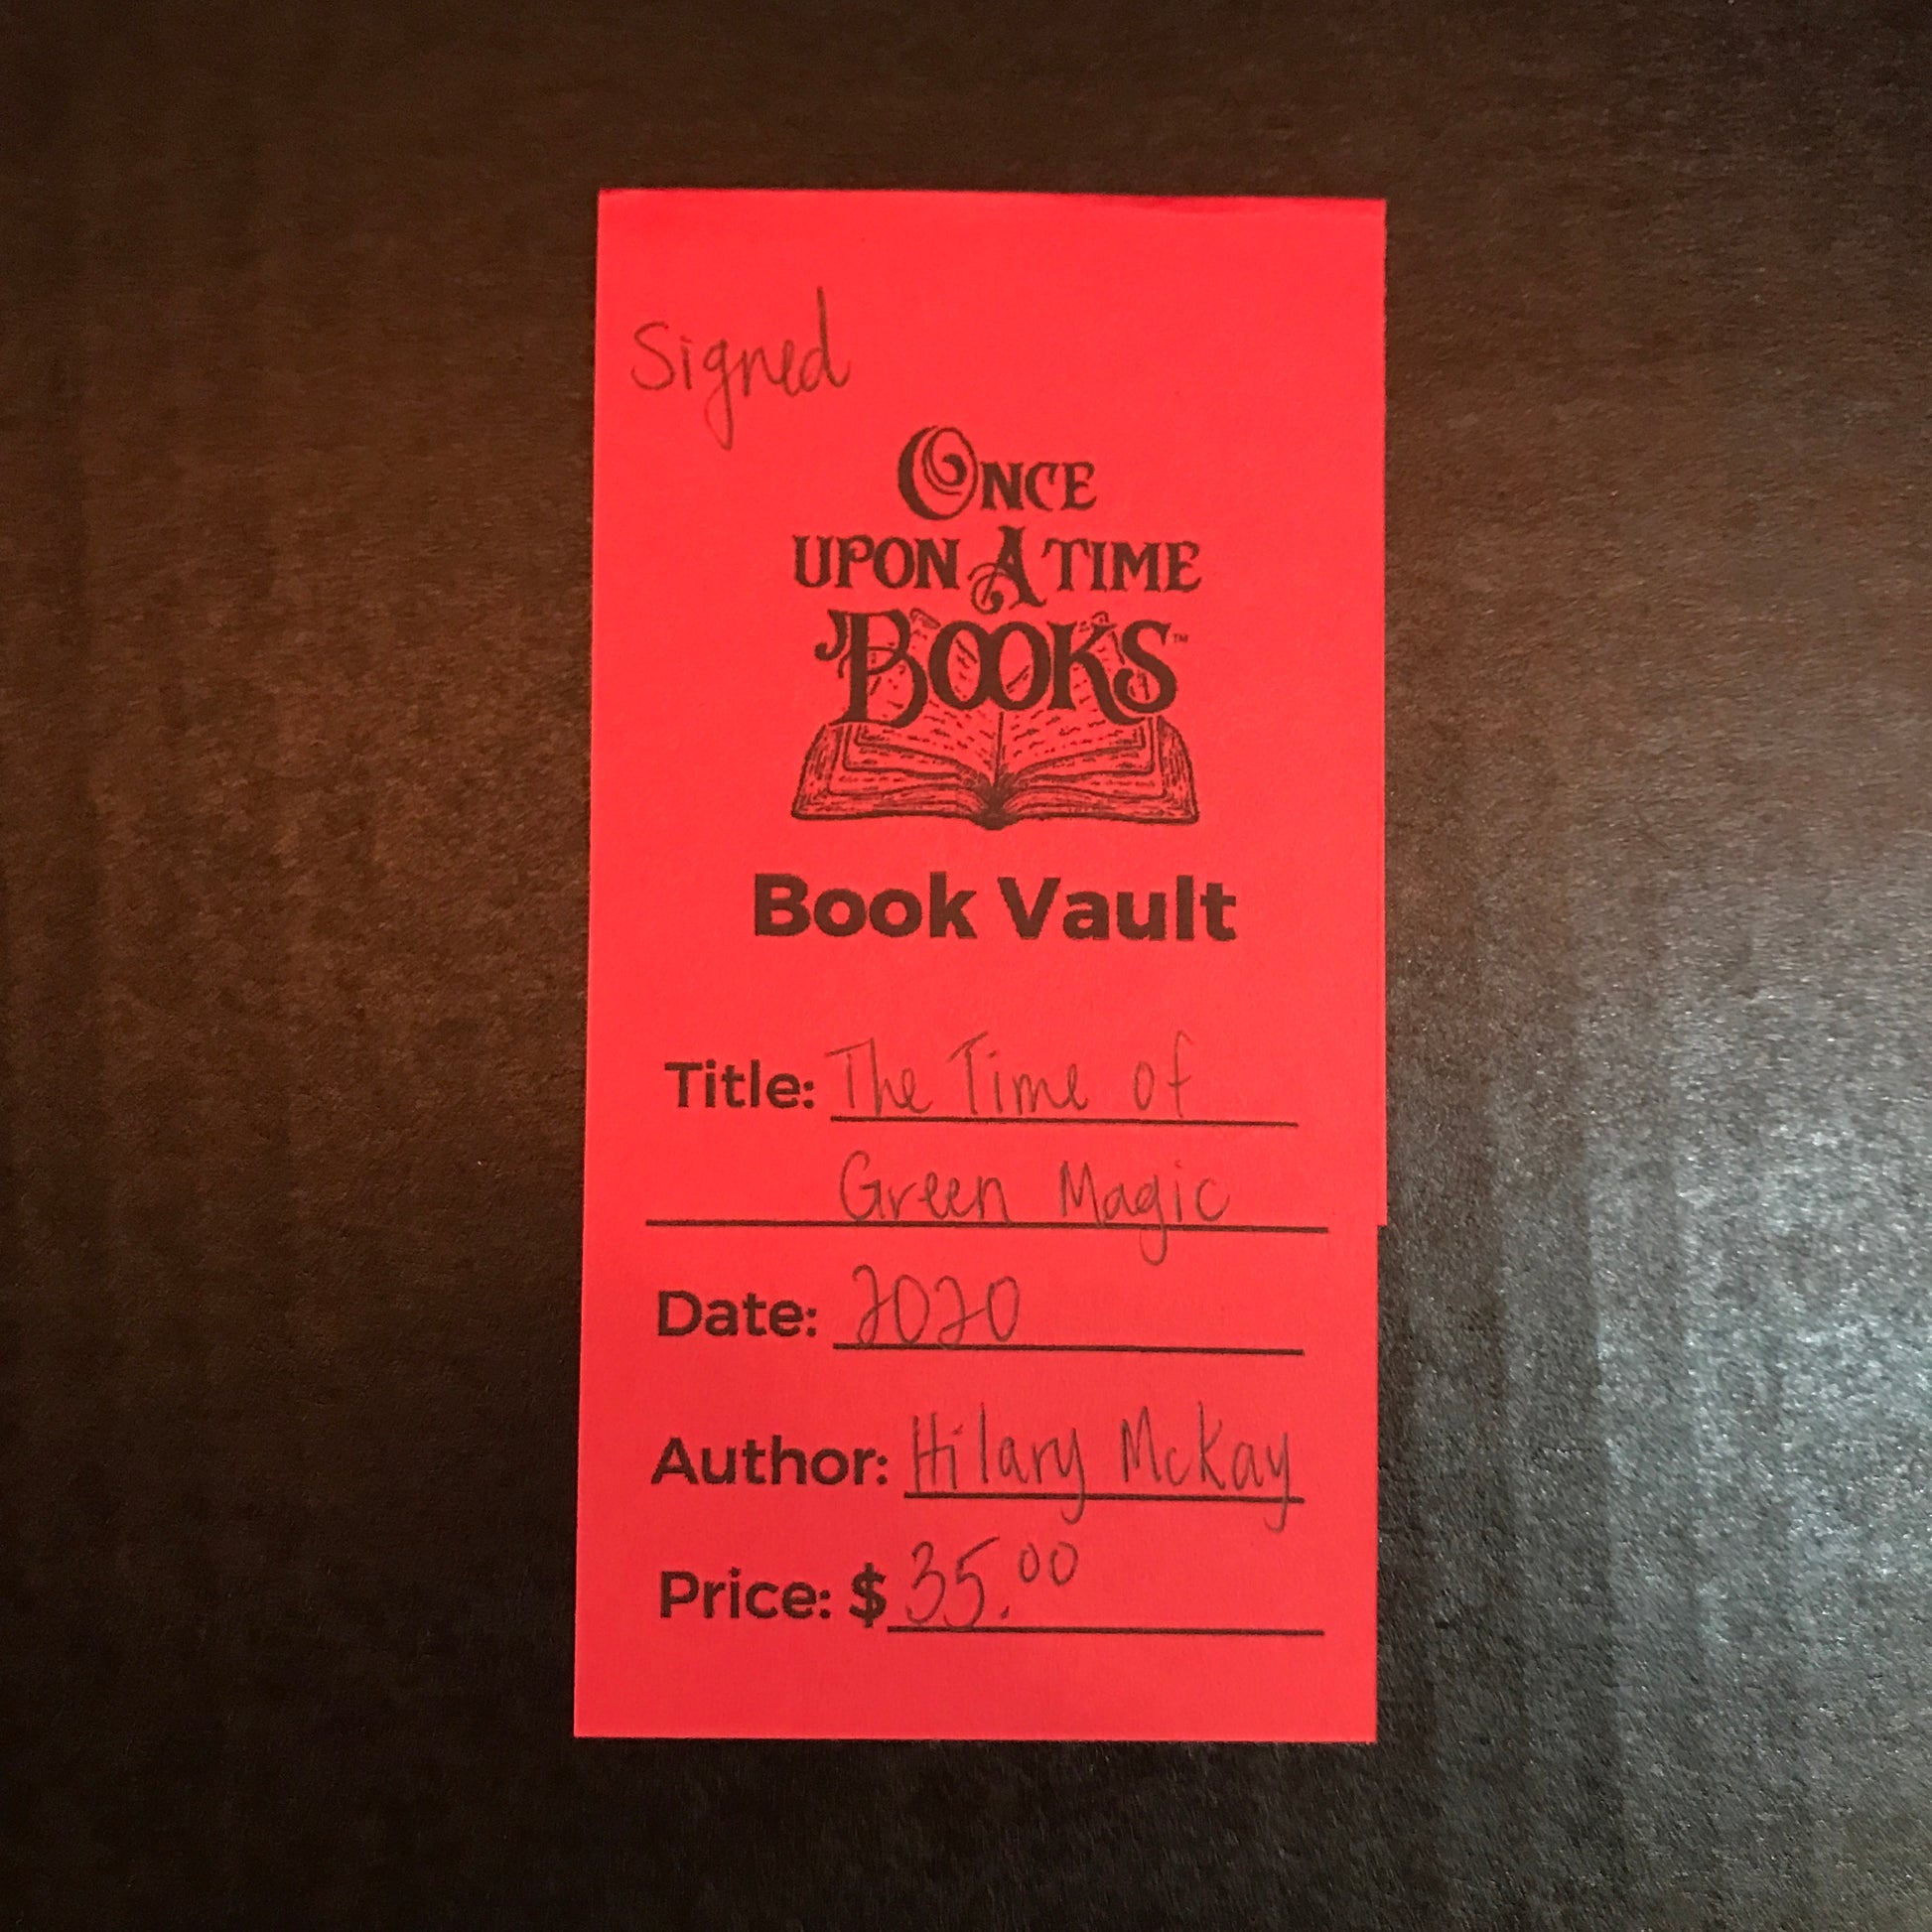 Signed
ONCE
UPON A TIME
BOOKS™
Book Vault
Title: The Time of
Green Magic
Date: 2020
Author: Hilary McKay
Price: $ 35.00